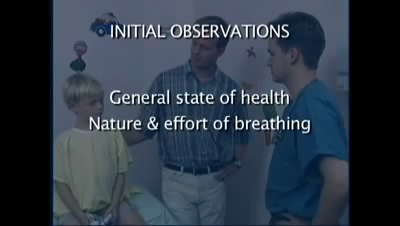 INITIAL OBSERVATIONS
General state of health
Nature & effort of breathing